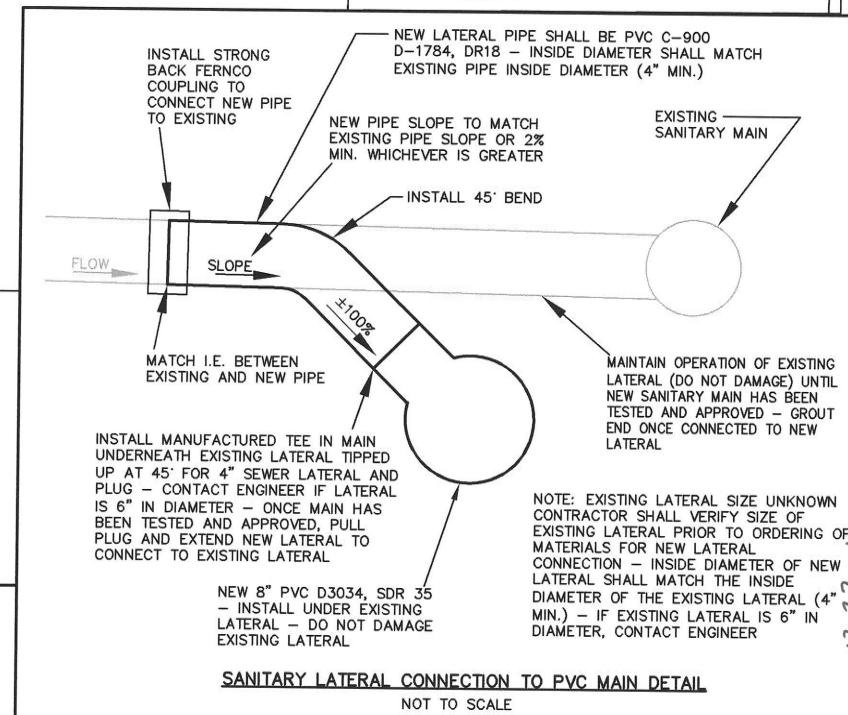 NEW LATERAL PIPE SHALL BE PVC C-900
D-1784, DR18 – INSIDE DIAMETER SHALL MATCH
EXISTING PIPE INSIDE DIAMETER (4" MIN.)
INSTALL STRONG
BACK FERNCO
COUPLING TO
CONNECT NEW PIPE
TO EXISTING
NEW PIPE SLOPE TO MATCH
EXISTING PIPE SLOPE OR 2%
MIN. WHICHEVER IS GREATER
EXISTING
SANITARY MAIN
INSTALL 45° BEND
FLOW
SLOPE
±100%
MATCH I.E. BETWEEN
EXISTING AND NEW PIPE
MAINTAIN OPERATION OF EXISTING
LATERAL (DO NOT DAMAGE) UNTIL
NEW SANITARY MAIN HAS BEEN
TESTED AND APPROVED – GROUT
END ONCE CONNECTED TO NEW
LATERAL
INSTALL MANUFACTURED TEE IN MAIN
UNDERNEATH EXISTING LATERAL TIPPED
UP AT 45° FOR 4" SEWER LATERAL AND
PLUG – CONTACT ENGINEER IF LATERAL
IS 6" IN DIAMETER – ONCE MAIN HAS
BEEN TESTED AND APPROVED, PULL
PLUG AND EXTEND NEW LATERAL TO
CONNECT TO EXISTING LATERAL
NOTE: EXISTING LATERAL SIZE UNKNOWN
CONTRACTOR SHALL VERIFY SIZE OF
EXISTING LATERAL PRIOR TO ORDERING OF
MATERIALS FOR NEW LATERAL
CONNECTION – INSIDE DIAMETER OF NEW
LATERAL SHALL MATCH THE INSIDE
DIAMETER OF THE EXISTING LATERAL (4"
MIN.) – IF EXISTING LATERAL IS 6" IN
DIAMETER, CONTACT ENGINEER
NEW 8" PVC D3034, SDR 35
– INSTALL UNDER EXISTING
LATERAL – DO NOT DAMAGE
EXISTING LATERAL
SANITARY LATERAL CONNECTION TO PVC MAIN DETAIL
NOT TO SCALE